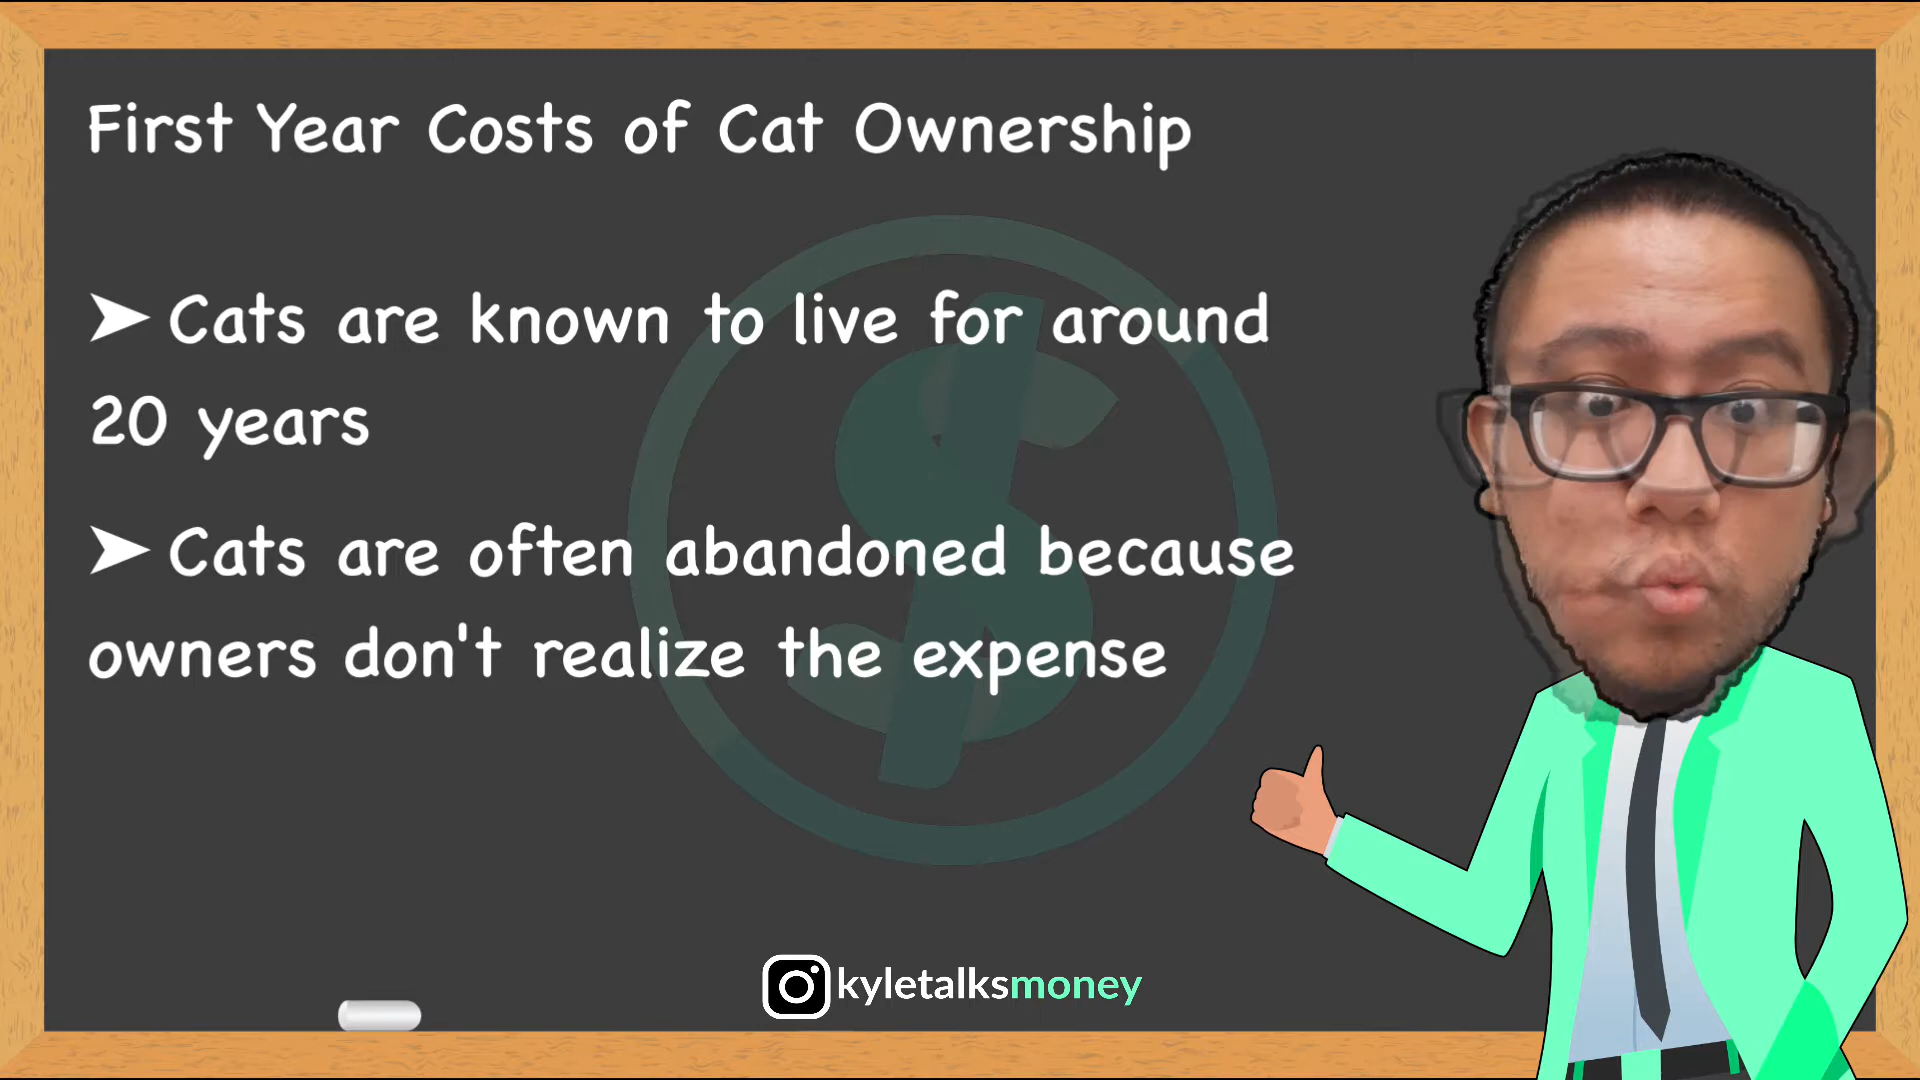 First Year Costs of Cat Ownership
➤ Cats are known to live for around
20 years
➤ Cats are often abandoned because
owners don't realize the expense
kyletalksmoney